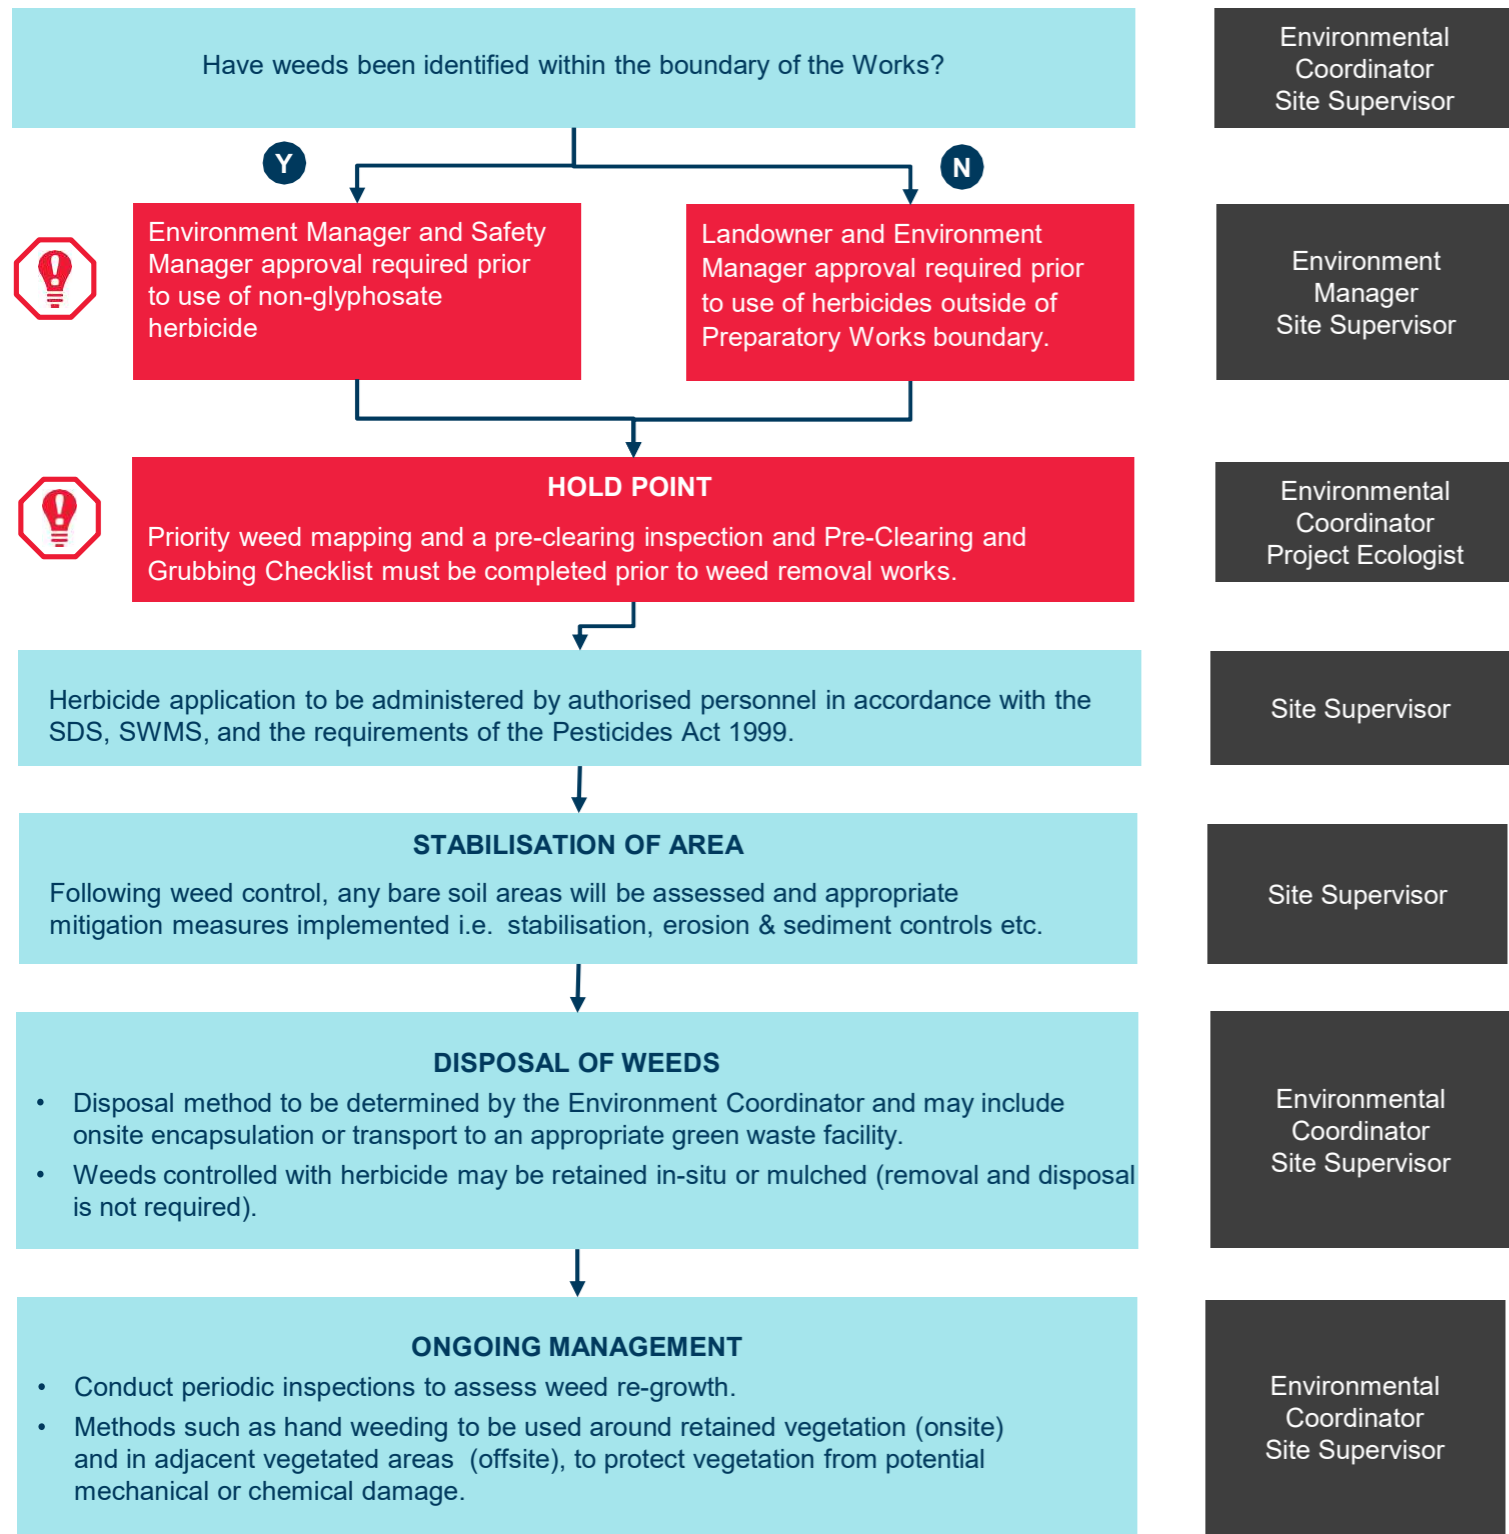 Have weeds been identified within the boundary of the Works?
Environmental
Coordinator
Site Supervisor
Y
N
Environment Manager and Safety
Manager approval required prior
to use of non-glyphosate
herbicide
Landowner and Environment
Manager approval required prior
to use of herbicides outside of
Preparatory Works boundary.
Environment
Manager
Site Supervisor
HOLD POINT
Priority weed mapping and a pre-clearing inspection and Pre-Clearing and
Grubbing Checklist must be completed prior to weed removal works.
Environmental
Coordinator
Project Ecologist
Herbicide application to be administered by authorised personnel in accordance with the
SDS, SWMS, and the requirements of the Pesticides Act 1999.
Site Supervisor
STABILISATION OF AREA
Following weed control, any bare soil areas will be assessed and appropriate
mitigation measures implemented i.e. stabilisation, erosion & sediment controls etc.
Site Supervisor
DISPOSAL OF WEEDS
• Disposal method to be determined by the Environment Coordinator and may include
onsite encapsulation or transport to an appropriate green waste facility.
• Weeds controlled with herbicide may be retained in-situ or mulched (removal and disposal
is not required).
Environmental
Coordinator
Site Supervisor
ONGOING MANAGEMENT
• Conduct periodic inspections to assess weed re-growth.
• Methods such as hand weeding to be used around retained vegetation (onsite)
and in adjacent vegetated areas (offsite), to protect vegetation from potential
mechanical or chemical damage.
Environmental
Coordinator
Site Supervisor